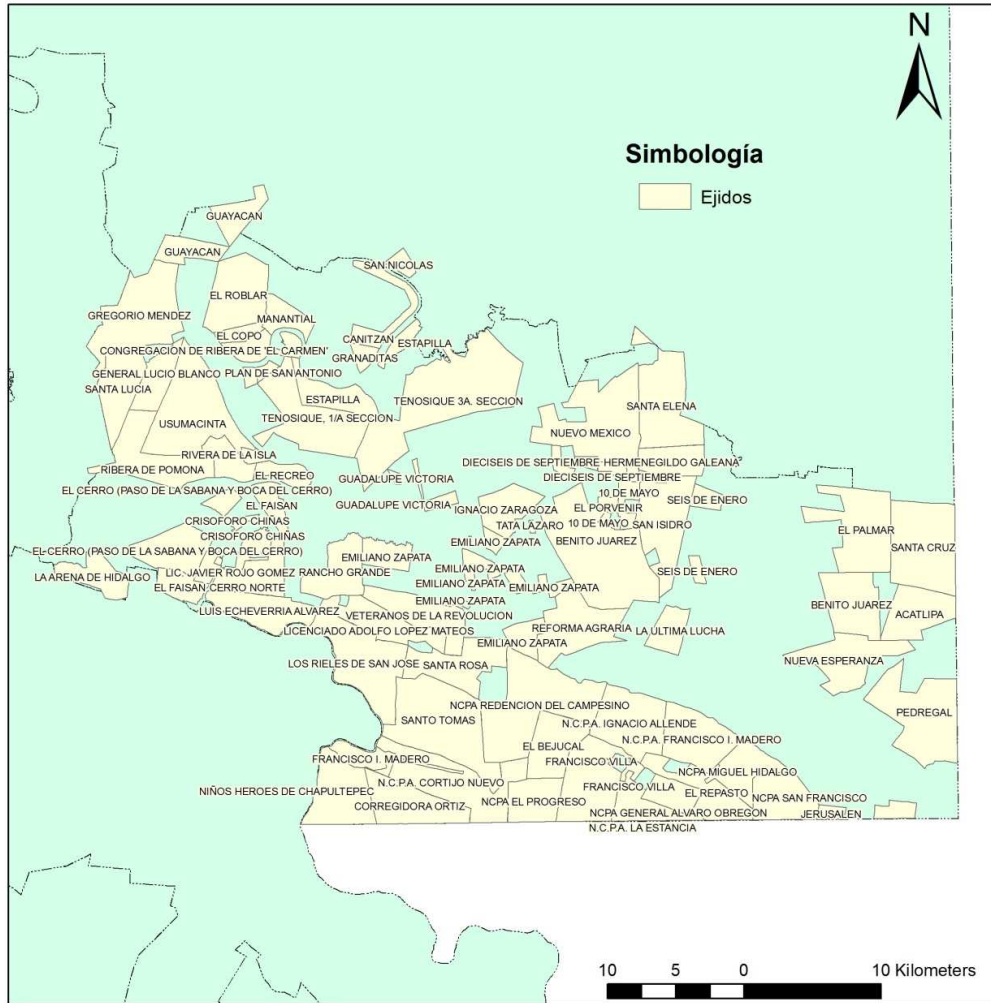 N
Simbología
Ejidos
GUAYACAN
GUAYACAN
SAN NICOLAS
EL ROBLAR
GREGORIO MENDEZ
MANANTIAL
EL COPO
CANITZAN
ESTAPILLA
CONGREGACION DE RIBERA DE 'EL CARMEN'
GRANADITAS
GENERAL LUCIO BLANCO
PLAN DE SAN ANTONIO
SANTA LUCIA
ESTAPILLA
TENOSIQUE 3A. SECCION
SANTA ELENA
TENOSIQUE, 1/A SECCION
USUMACINTA
NUEVO MEXICO
RIVERA DE LA ISLA
DIECISEIS DE SEPTIEMBRE
HERMENEGILDO GALEANA
RIBERA DE POMONA
EL RECREO
GUADALUPE VICTORIA
DIECISEIS DE SEPTIEMBRE
EL CERRO (PASO DE LA SABANA Y BOCA DEL CERRO)
10 DE MAYO
SEIS DE ENERO
EL FAISAN
GUADALUPE VICTORIA
IGNACIO ZARAGOZA
EL PORVENIR
CRISOFORO CHIÑAS
TATA LAZARO
10 DE MAYO
SAN ISIDRO
EL PALMAR
CRISOFORO CHIÑAS
EMILIANO ZAPATA
BENITO JUAREZ
SANTA CRUZ
EL CERRO (PASO DE LA SABANA Y BOCA DEL CERRO)
EMILIANO ZAPATA
EMILIANO ZAPATA
SEIS DE ENERO
LA ARENA DE HIDALGO
LIC. JAVIER ROJO GOMEZ
RANCHO GRANDE
EMILIANO ZAPATA
EMILIANO ZAPATA
EL FAISAN CERRO NORTE
EMILIANO ZAPATA
BENITO JUAREZ
LUIS ECHEVERRIA ALVAREZ
VETERANOS DE LA REVOLUCION
ACATLIPA
LICENCIADO ADOLFO LOPEZ MATEOS
REFORMA AGRARIA
LA ULTIMA LUCHA
EMILIANO ZAPATA
LOS RIELES DE SAN JOSE
SANTA ROSA
NUEVA ESPERANZA
NCPA REDENCION DEL CAMPESINO
PEDREGAL
SANTO TOMAS
N.C.P.A. IGNACIO ALLENDE
EL BEJUCAL
N.C.P.A. FRANCISCO I. MADERO
FRANCISCO I. MADERO
FRANCISCO VILLA
NCPA MIGUEL HIDALGO
N.C.P.A. CORTIJO NUEVO
FRANCISCO VILLA
NIÑOS HEROES DE CHAPULTEPEC
EL REPASTO
NCPA SAN FRANCISCO
CORREGIDORA ORTIZ
NCPA EL PROGRESO
NCPA GENERAL ALVARO OBREGON
JERUSALEN
N.C.P.A. LA ESTANCIA
10 5 0 10 Kilometers